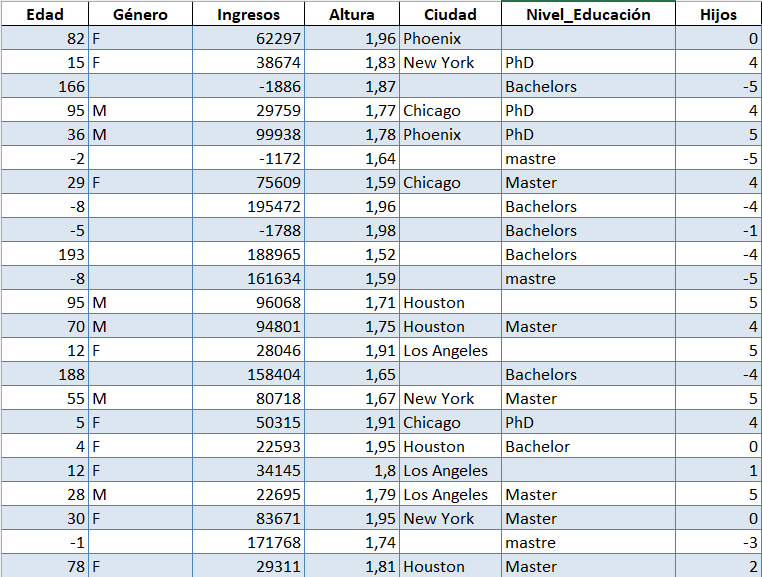 Edad Género Ingresos Altura Ciudad Nivel_Educación Hijos
82 F 62297 1,96 Phoenix 0
15 F 38674 1,83 New York PhD 4
166 -1886 1,87 Bachelors -5
95 M 29759 1,77 Chicago PhD 4
36 M 99938 1,78 Phoenix PhD 5
-2 -1172 1,64 mastre -5
29 F 75609 1,59 Chicago Master 4
-8 195472 1,96 Bachelors -4
-5 -1788 1,98 Bachelors -1
193 188965 1,52 Bachelors -4
-8 161634 1,59 mastre -5
95 M 96068 1,71 Houston 5
70 M 94801 1,75 Houston Master 4
12 F 28046 1,91 Los Angeles 5
188 158404 1,65 Bachelors -4
55 M 80718 1,67 New York Master 5
5 F 50315 1,91 Chicago PhD 4
4 F 22593 1,95 Houston Bachelor 0
12 F 34145 1,8 Los Angeles 1
28 M 22695 1,79 Los Angeles Master 5
30 F 83671 1,95 New York Master 0
-1 171768 1,74 mastre -3
78 F 29311 1,81 Houston Master 2